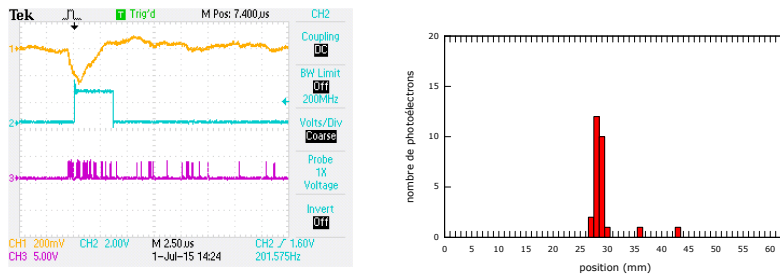 Tek Trig'd M Pos: 7.400µs CH2
Coupling
DC
BW Limit
Off
200MHz
Volts/Div
Coarse
Probe
1X
Voltage
Invert
Off
1
2
3
CH1 200mV CH2 2.00V M 2.50µs CH2 / 1.60V
CH3 5.00V 1-Jul-15 14:24 201.575Hz
nombre de photoélectrons
20
15
10
5
0
0 5 10 15 20 25 30 35 40 45 50 55 60
position (mm)